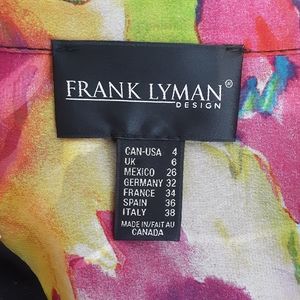 FRANK LYMAN®
DESIGN
CAN-USA 4
UK 6
MEXICO 26
GERMANY 32
FRANCE 34
SPAIN 36
ITALY 38
MADE IN/FAIT AU
CANADA